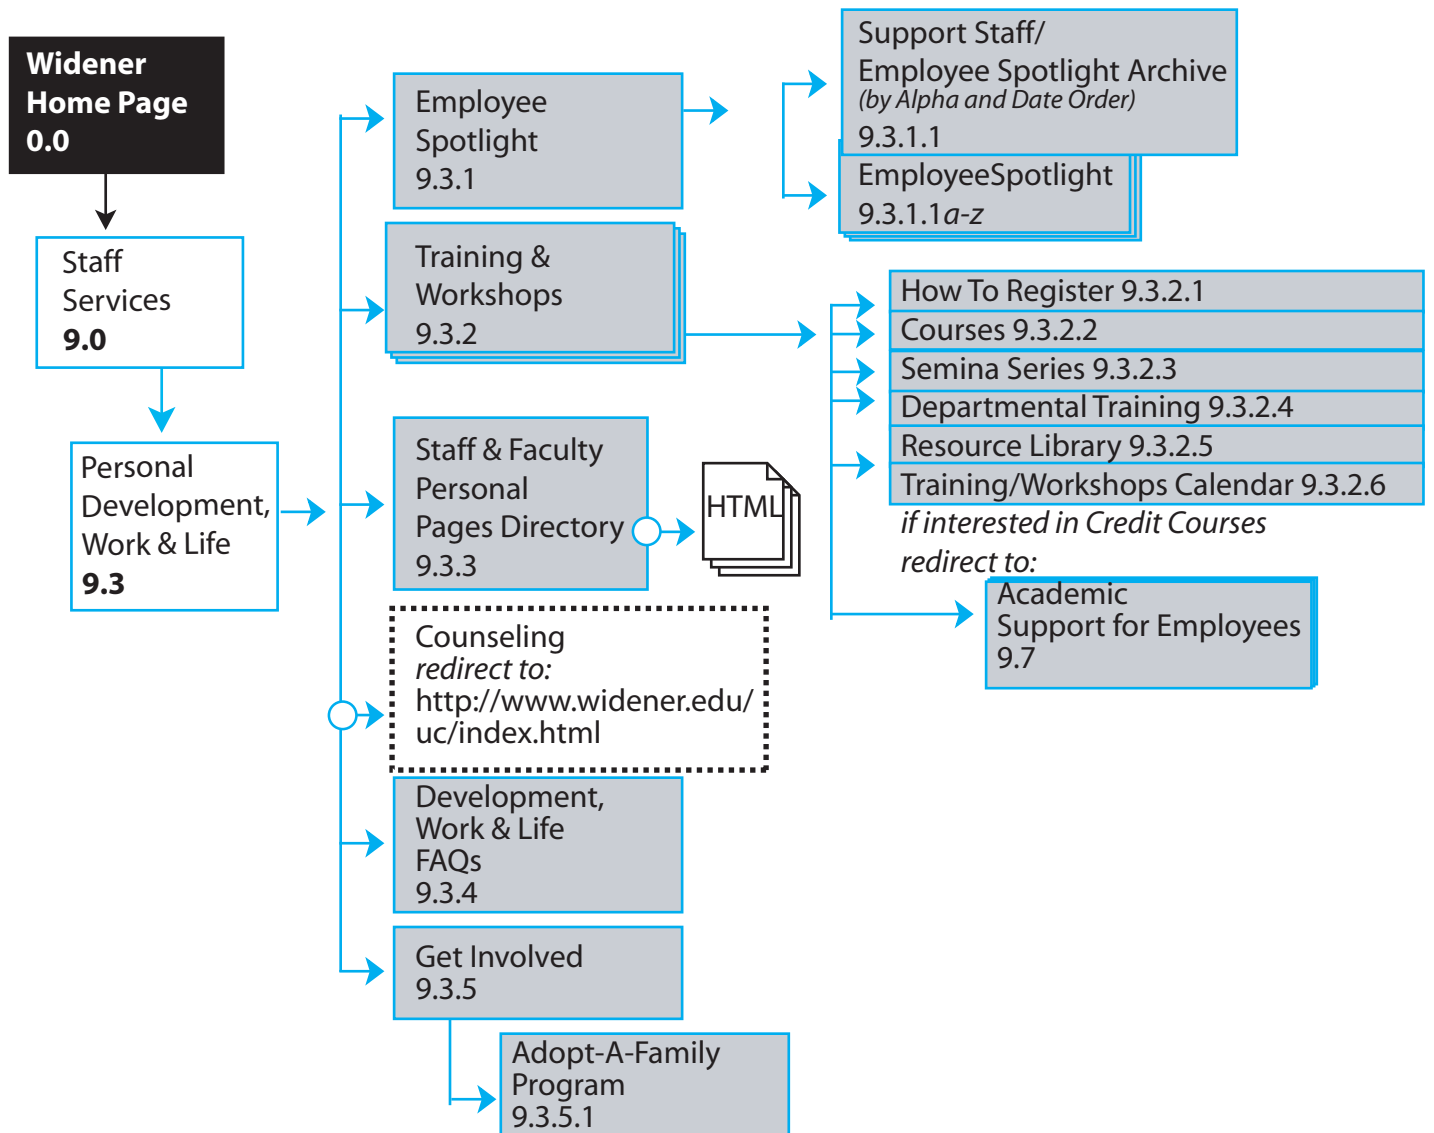 Widener
Home Page
0.0
Staff
Services
9.0
Personal
Development,
Work & Life
9.3
Employee
Spotlight
9.3.1
Support Staff/
Employee Spotlight Archive
(by Alpha and Date Order)
9.3.1.1
EmployeeSpotlight
9.3.1.1a-z
Training &
Workshops
9.3.2
How To Register 9.3.2.1
Courses 9.3.2.2
Semina Series 9.3.2.3
Departmental Training 9.3.2.4
Resource Library 9.3.2.5
Training/Workshops Calendar 9.3.2.6
if interested in Credit Courses
redirect to:
Academic
Support for Employees
9.7
Staff & Faculty
Personal
Pages Directory
9.3.3
HTML
Counseling
redirect to:
http://www.widener.edu/
uc/index.html
Development,
Work & Life
FAQs
9.3.4
Get Involved
9.3.5
Adopt-A-Family
Program
9.3.5.1